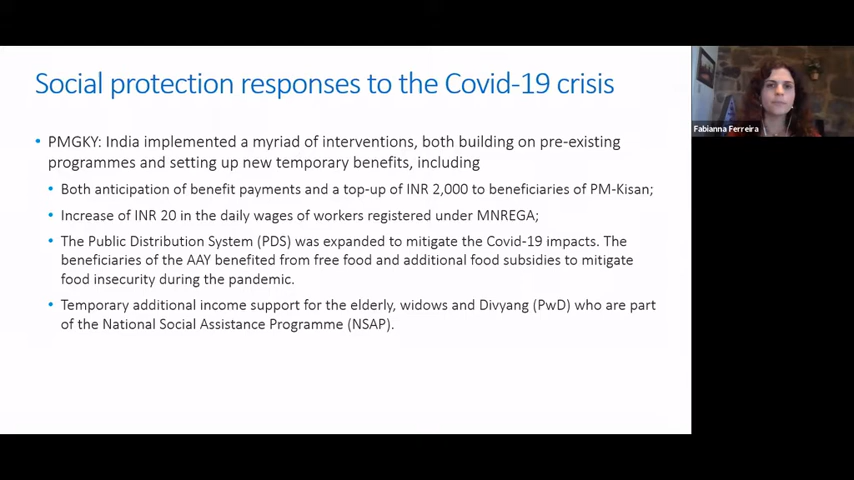 Social protection responses to the Covid-19 crisis
• PMGKY: India implemented a myriad of interventions, both building on pre-existing
programmes and setting up new temporary benefits, including
• Both anticipation of benefit payments and a top-up of INR 2,000 to beneficiaries of PM-Kisan;
• Increase of INR 20 in the daily wages of workers registered under MNREGA;
• The Public Distribution System (PDS) was expanded to mitigate the Covid-19 impacts. The
beneficiaries of the AAY benefited from free food and additional food subsidies to mitigate
food insecurity during the pandemic.
• Temporary additional income support for the elderly, widows and Divyang (PwD) who are part
of the National Social Assistance Programme (NSAP).
Fabianna Ferreira